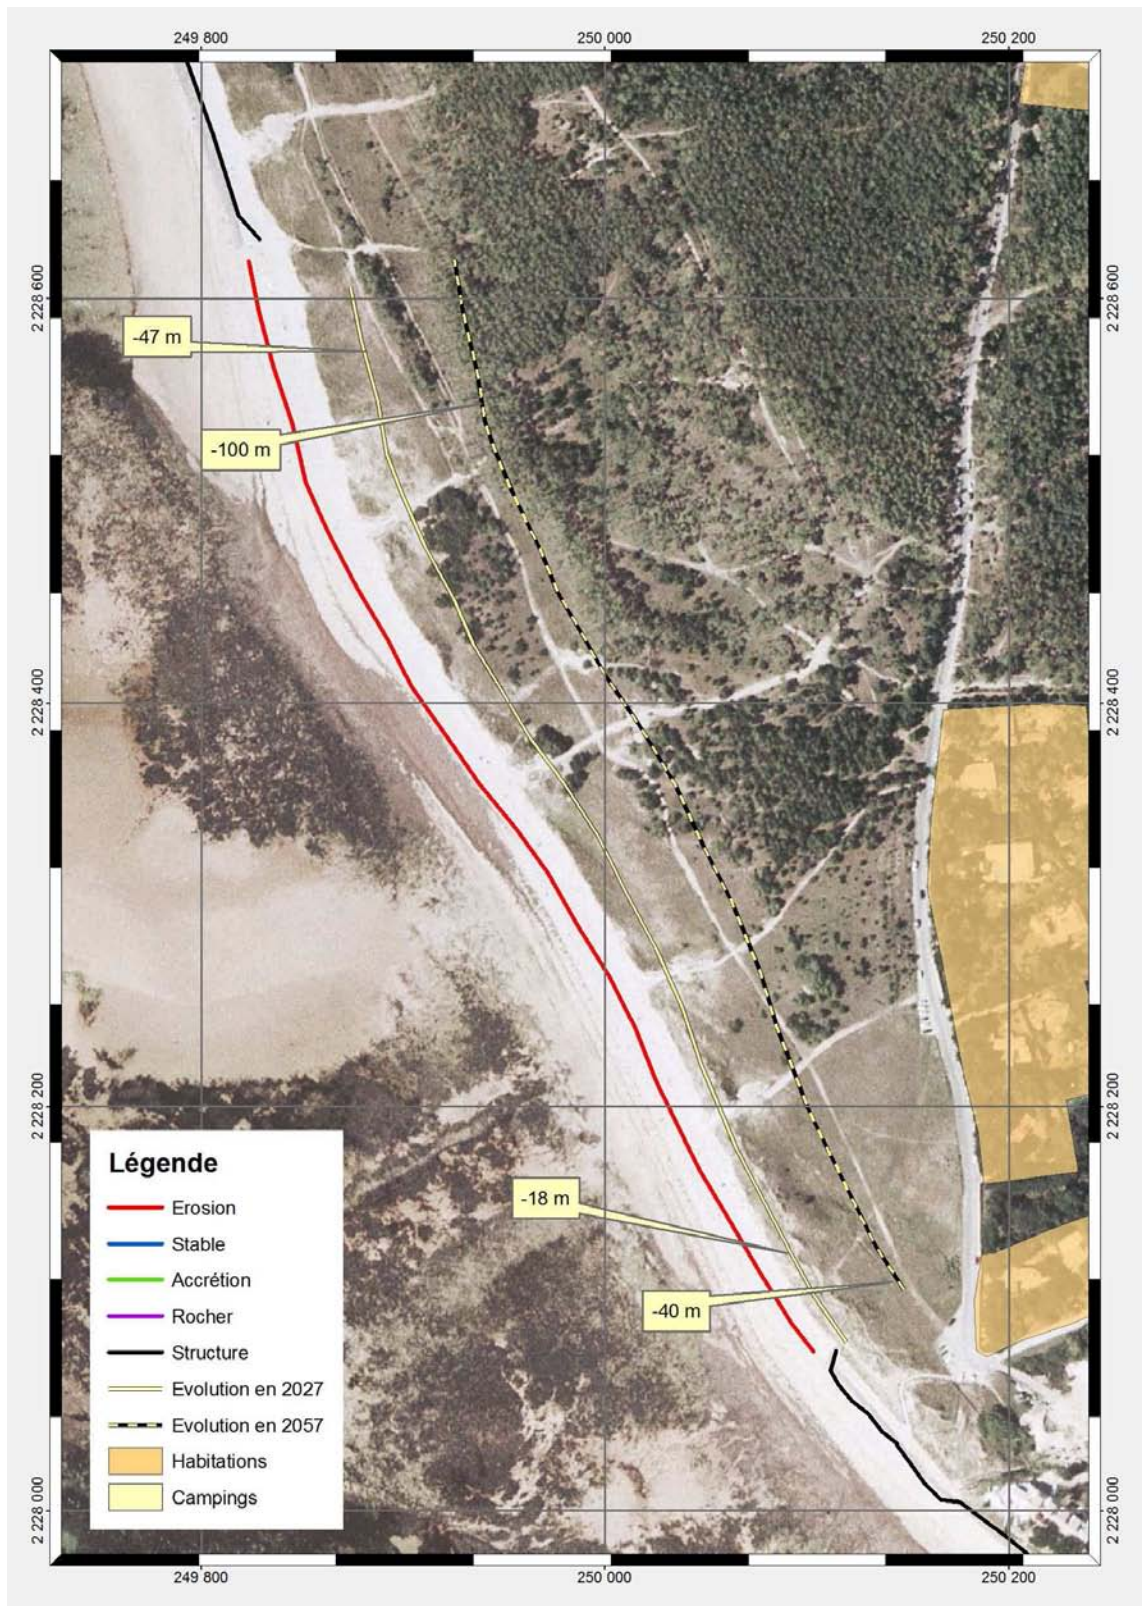 249 800
250 000
250 200
2 228 600
2 228 600
-47 m
-100 m
2 228 400
2 228 400
2 228 200
2 228 200
Légende
-18 m
Erosion
Stable
Accrétion
-40 m
Rocher
Structure
Evolution en 2027
Evolution en 2057
Habitations
Campings
2 228 000
2 228 000
249 800
250 000
250 200